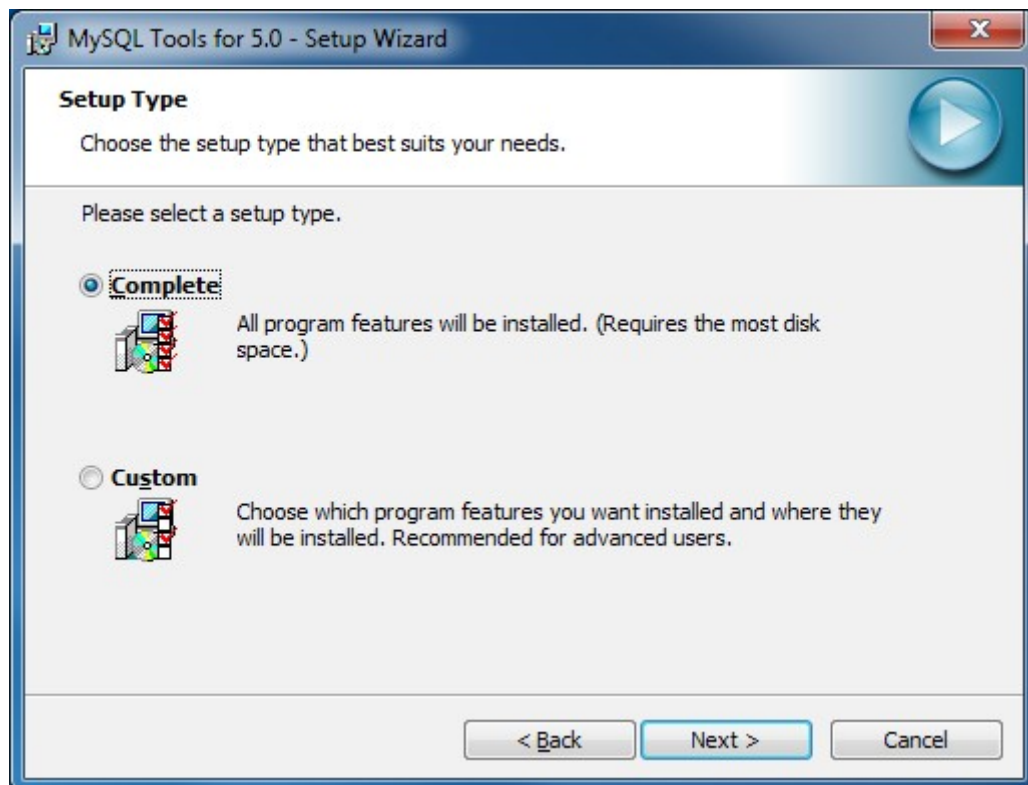 MySQL Tools for 5.0 - Setup Wizard
Setup Type
Choose the setup type that best suits your needs.
Please select a setup type.
Complete
All program features will be installed. (Requires the most disk
space.)
Custom
Choose which program features you want installed and where they
will be installed. Recommended for advanced users.
< Back
Next >
Cancel